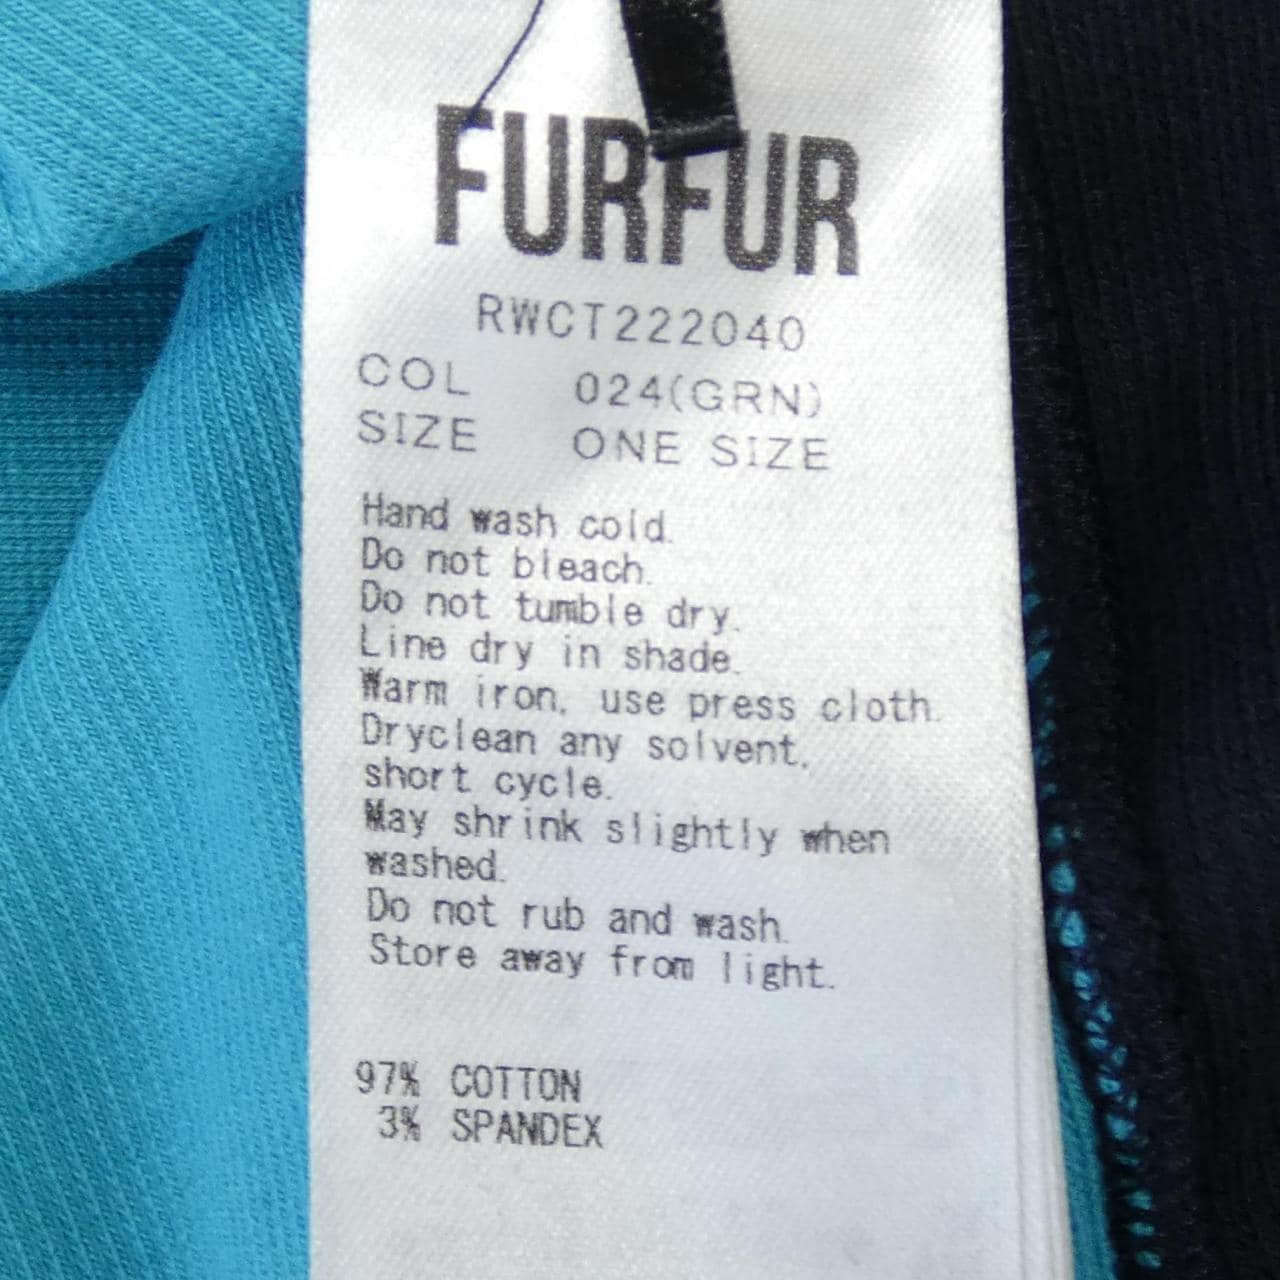 FURFUR
RWCT222040
COL 024(GRN)
SIZE ONE SIZE
Hand wash cold.
Do not bleach.
Do not tumble dry.
Line dry in shade.
Warm iron, use press cloth.
Dryclean any solvent,
short cycle.
May shrink slightly when
washed.
Do not rub and wash.
Store away from light.
97% COTTON
3% SPANDEX